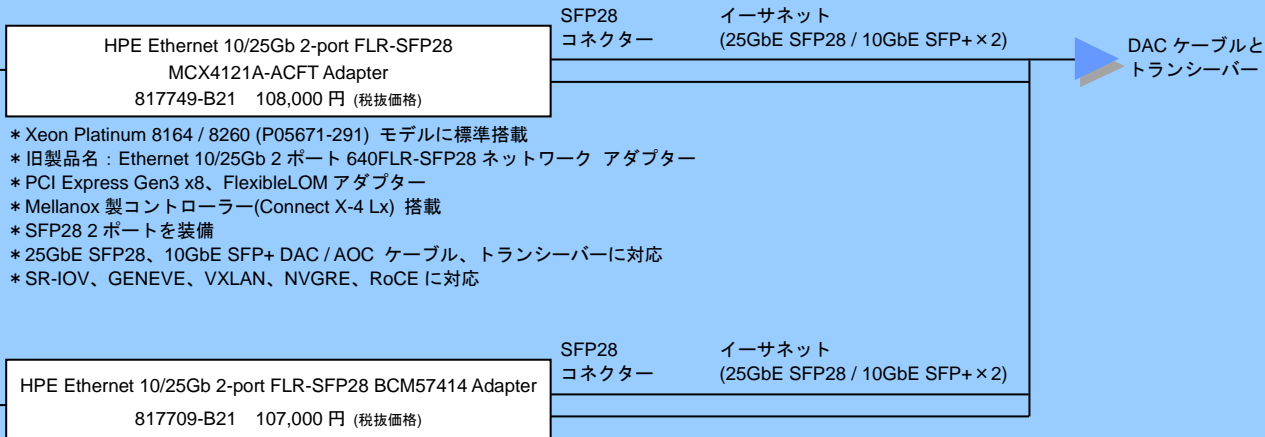 SFP28
コネクター
イーサネット
(25GbE SFP28 / 10GbE SFP+×2)
DAC ケーブルと
トランシーバー
HPE Ethernet 10/25Gb 2-port FLR-SFP28
MCX4121A-ACFT Adapter
817749-B21 108,000 円 (税抜価格)
＊Xeon Platinum 8164 / 8260 (P05671-291) モデルに標準搭載
＊旧製品名：Ethernet 10/25Gb 2 ポート 640FLR-SFP28 ネットワーク アダプター
＊PCI Express Gen3 x8、FlexibleLOM アダプター
＊Mellanox 製コントローラー(Connect X-4 Lx) 搭載
＊SFP28 2 ポートを装備
＊25GbE SFP28、10GbE SFP+ DAC / AOC ケーブル、トランシーバーに対応
＊SR-IOV、GENEVE、VXLAN、NVGRE、RoCE に対応
SFP28
コネクター
イーサネット
(25GbE SFP28 / 10GbE SFP+×2)
HPE Ethernet 10/25Gb 2-port FLR-SFP28 BCM57414 Adapter
817709-B21 107,000 円 (税抜価格)